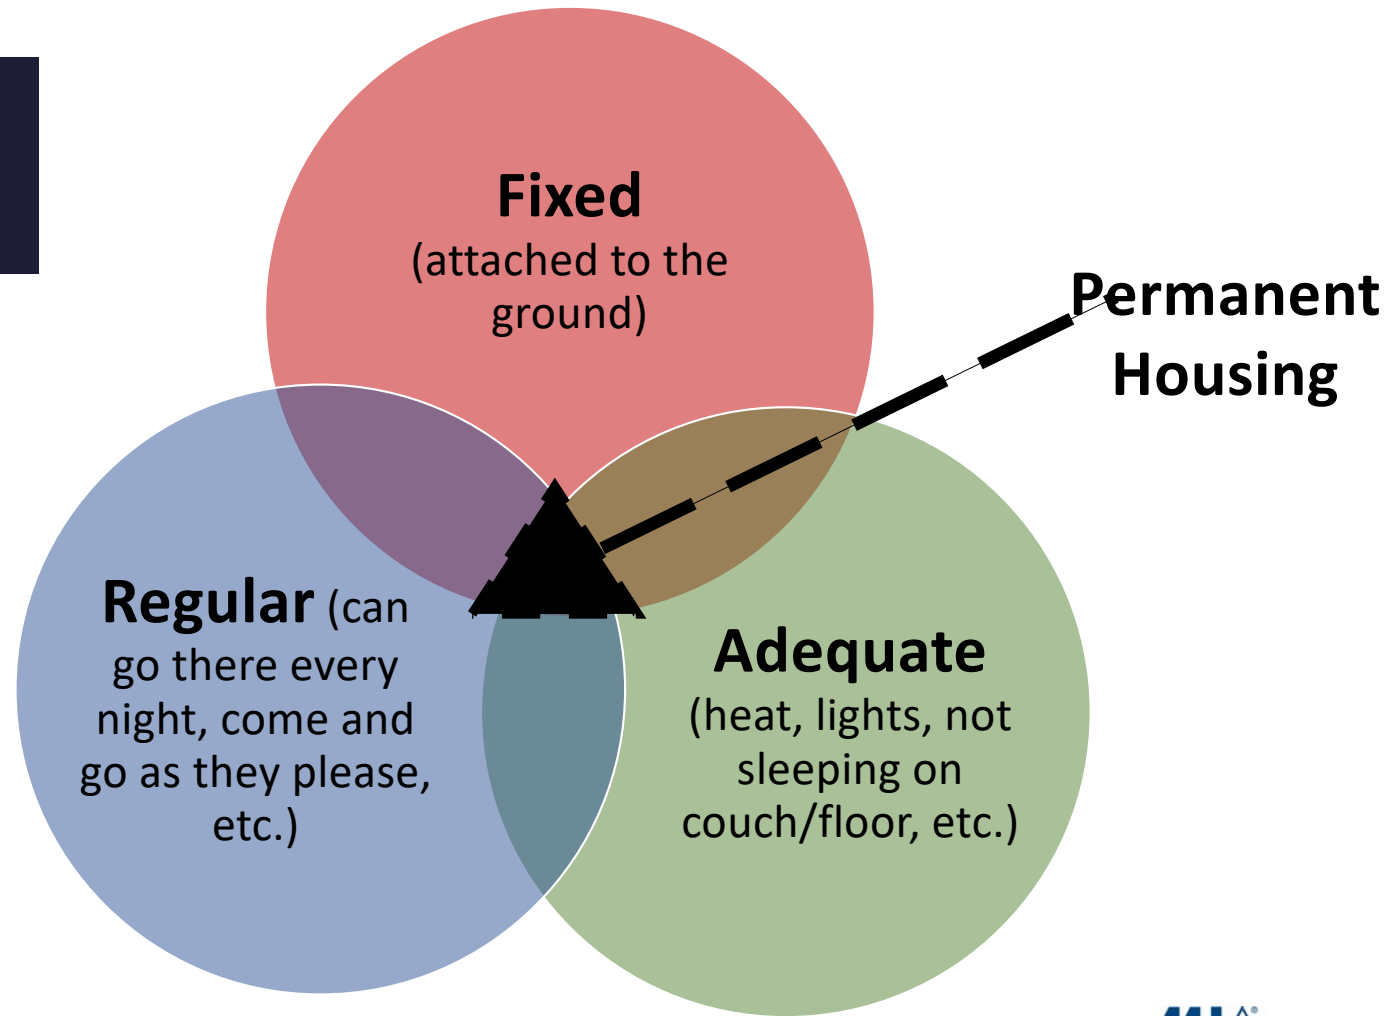 Fixed
(attached to the
ground)
Permanent
Housing
Regular (can
go there every
night, come and
go as they please,
etc.)
Adequate
(heat, lights, not
sleeping on
couch/floor, etc.)